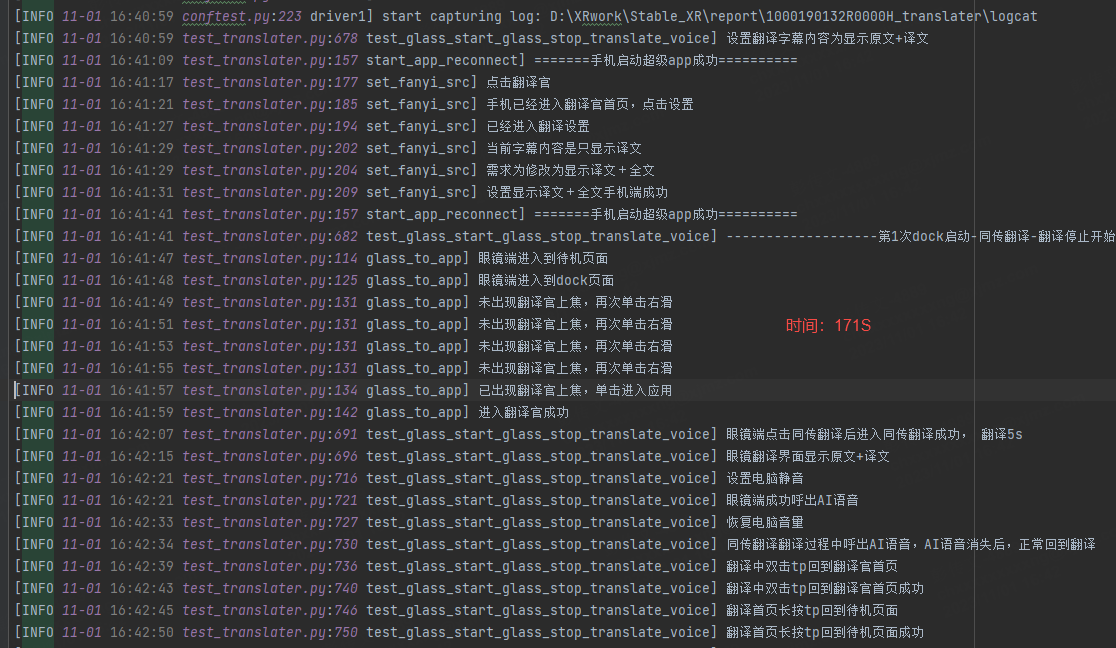 [INFO 11-01 16:40:59 conftest.py:223 driver1] start capturing log: D:\XRwork\Stable_XR\report\1000190132R0000H_translater\logcat
[INFO 11-01 16:40:59 test_translater.py:678 test_glass_start_glass_stop_translate_voice] 设置翻译字幕内容为显示原文+译文
[INFO 11-01 16:41:09 test_translater.py:157 start_app_reconnect] =======手机启动超级app成功==========
[INFO 11-01 16:41:17 test_translater.py:177 set_fanyi_src] 点击翻译官
[INFO 11-01 16:41:21 test_translater.py:185 set_fanyi_src] 手机已经进入翻译官首页，点击设置
[INFO 11-01 16:41:27 test_translater.py:194 set_fanyi_src] 已经进入翻译设置
[INFO 11-01 16:41:29 test_translater.py:202 set_fanyi_src] 当前字幕内容是只显示译文
[INFO 11-01 16:41:29 test_translater.py:204 set_fanyi_src] 需求为修改为显示译文＋全文
[INFO 11-01 16:41:31 test_translater.py:209 set_fanyi_src] 设置显示译文＋全文手机端成功
[INFO 11-01 16:41:41 test_translater.py:157 start_app_reconnect] =======手机启动超级app成功==========
[INFO 11-01 16:41:41 test_translater.py:682 test_glass_start_glass_stop_translate_voice] -------------------第1次dock启动-同传翻译-翻译停止开始
[INFO 11-01 16:41:47 test_translater.py:114 glass_to_app] 眼镜端进入到待机页面
[INFO 11-01 16:41:48 test_translater.py:125 glass_to_app] 眼镜端进入到dock页面
[INFO 11-01 16:41:49 test_translater.py:131 glass_to_app] 未出现翻译官上焦，再次单击右滑
[INFO 11-01 16:41:51 test_translater.py:131 glass_to_app] 未出现翻译官上焦，再次单击右滑
时间：171S
[INFO 11-01 16:41:53 test_translater.py:131 glass_to_app] 未出现翻译官上焦，再次单击右滑
[INFO 11-01 16:41:55 test_translater.py:131 glass_to_app] 未出现翻译官上焦，再次单击右滑
[INFO 11-01 16:41:57 test_translater.py:134 glass_to_app] 已出现翻译官上焦，单击进入应用
[INFO 11-01 16:41:59 test_translater.py:142 glass_to_app] 进入翻译官成功
[INFO 11-01 16:42:07 test_translater.py:691 test_glass_start_glass_stop_translate_voice] 眼镜端点击同传翻译后进入同传翻译成功， 翻译5s
[INFO 11-01 16:42:15 test_translater.py:696 test_glass_start_glass_stop_translate_voice] 眼镜翻译界面显示原文+译文
[INFO 11-01 16:42:21 test_translater.py:716 test_glass_start_glass_stop_translate_voice] 设置电脑静音
[INFO 11-01 16:42:21 test_translater.py:721 test_glass_start_glass_stop_translate_voice] 眼镜端成功呼出AI语音
[INFO 11-01 16:42:33 test_translater.py:727 test_glass_start_glass_stop_translate_voice] 恢复电脑音量
[INFO 11-01 16:42:34 test_translater.py:730 test_glass_start_glass_stop_translate_voice] 同传翻译翻译过程中呼出AI语音，AI语音消失后，正常回到翻译
[INFO 11-01 16:42:39 test_translater.py:736 test_glass_start_glass_stop_translate_voice] 翻译中双击tp回到翻译官首页
[INFO 11-01 16:42:43 test_translater.py:740 test_glass_start_glass_stop_translate_voice] 翻译中双击tp回到翻译官首页成功
[INFO 11-01 16:42:45 test_translater.py:746 test_glass_start_glass_stop_translate_voice] 翻译首页长按tp回到待机页面
[INFO 11-01 16:42:50 test_translater.py:750 test_glass_start_glass_stop_translate_voice] 翻译首页长按tp回到待机页面成功